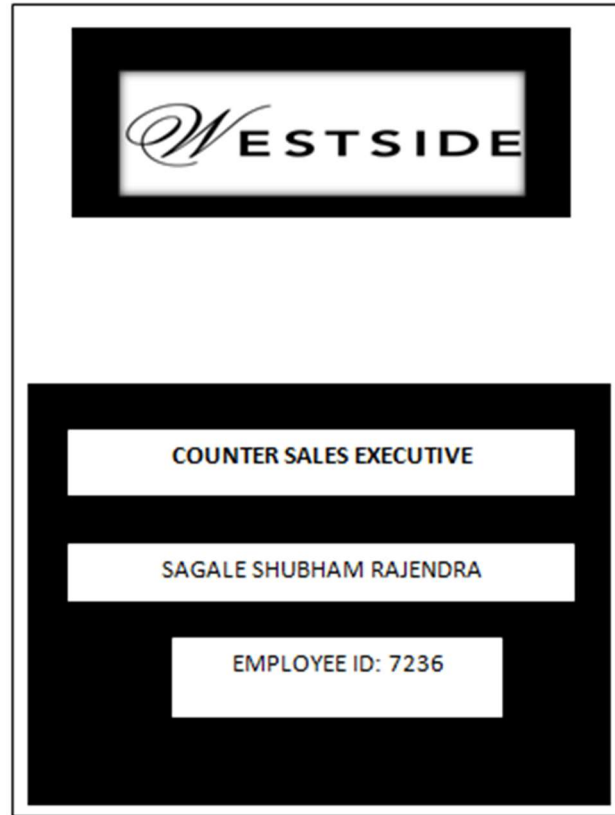 WESTSIDE
COUNTER SALES EXECUTIVE
SAGALE SHUBHAM RAJENDRA
EMPLOYEE ID: 7236